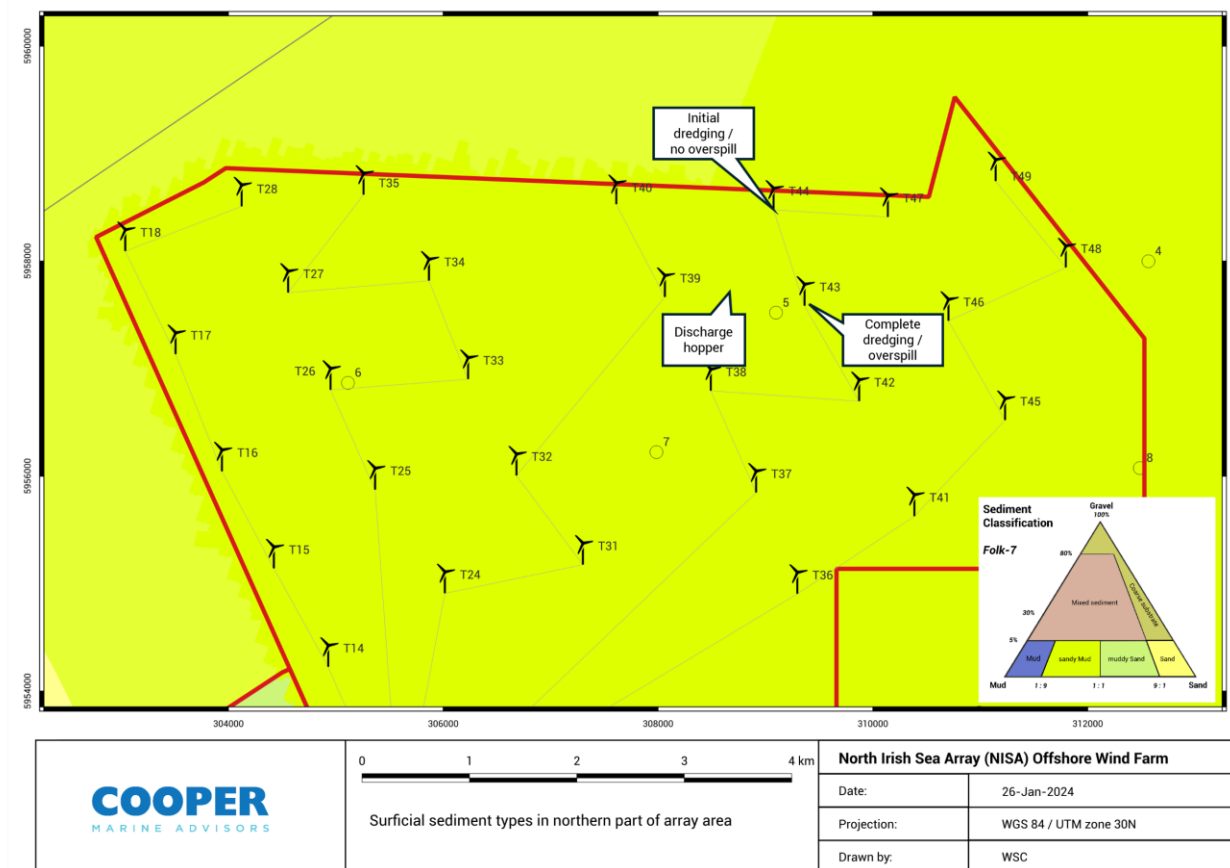 5960000
5958000
5956000
5954000
304000
306000
308000
310000
312000
Initial
dredging /
no overspill
T28
T35
T40
T44
T47
T49
T18
T48
4
T27
T34
T39
T43
T46
5
Discharge
hopper
Complete
dredging /
overspill
T17
T26
6
T33
T38
T42
T45
T16
T25
T32
7
T37
T41
8
T15
T24
T31
T36
T14
Sediment
Classification
Folk-7
Gravel
100%
80%
30%
5%
Mixed sediment
Coarse substrate
Mud
sandy Mud
muddy Sand
Sand
Mud
1 : 9
1 : 1
9 : 1
Sand
COOPER
MARINE ADVISORS
0 1 2 3 4 km
Surficial sediment types in northern part of array area
North Irish Sea Array (NISA) Offshore Wind Farm
Date: 26-Jan-2024
Projection: WGS 84 / UTM zone 30N
Drawn by: WSC